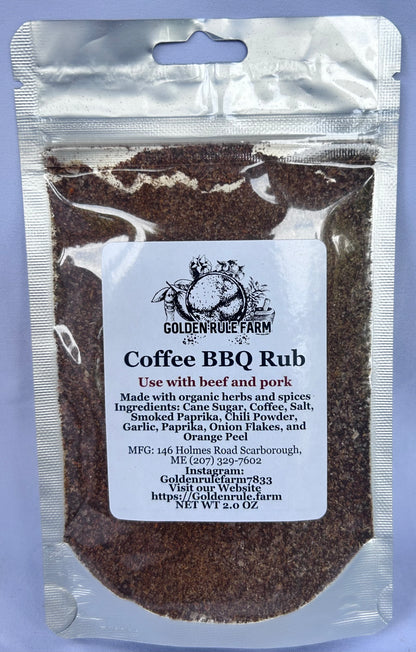 GOLDEN RULE FARM
Coffee BBQ Rub
Use with beef and pork
Made with organic herbs and spices
Ingredients: Cane Sugar, Coffee, Salt,
Smoked Paprika, Chili Powder,
Garlic, Paprika, Onion Flakes, and
Orange Peel
MFG: 146 Holmes Road Scarborough,
ME (207) 329-7602
Instagram:
Goldenrulefarm7833
Visit our Website
https://Goldenrule.farm
NET WT 2.0 OZ